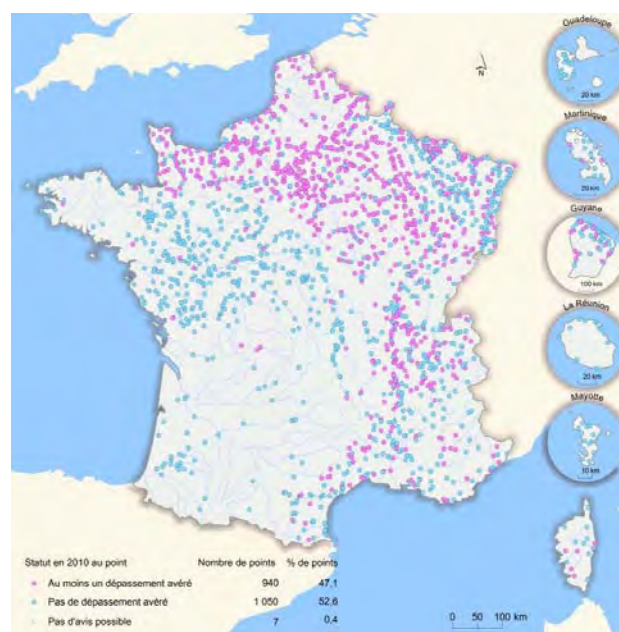 Guadeloupe
20 km
Martinique
20 km
Guyane
100 km
La Réunion
20 km
Mayotte
10 km
N
Statut en 2010 au point Nombre de points % de points
Au moins un dépassement avéré 940 47,1
Pas de dépassement avéré 1 050 52,6
Pas d'avis possible 7 0,4
0 50 100 km